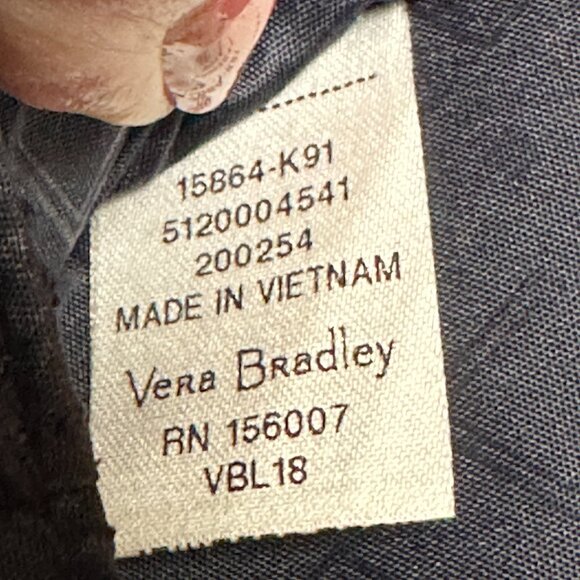 15864-K91
5120004541
200254
MADE IN VIETNAM
Vera Bradley
RN 156007
VBL18